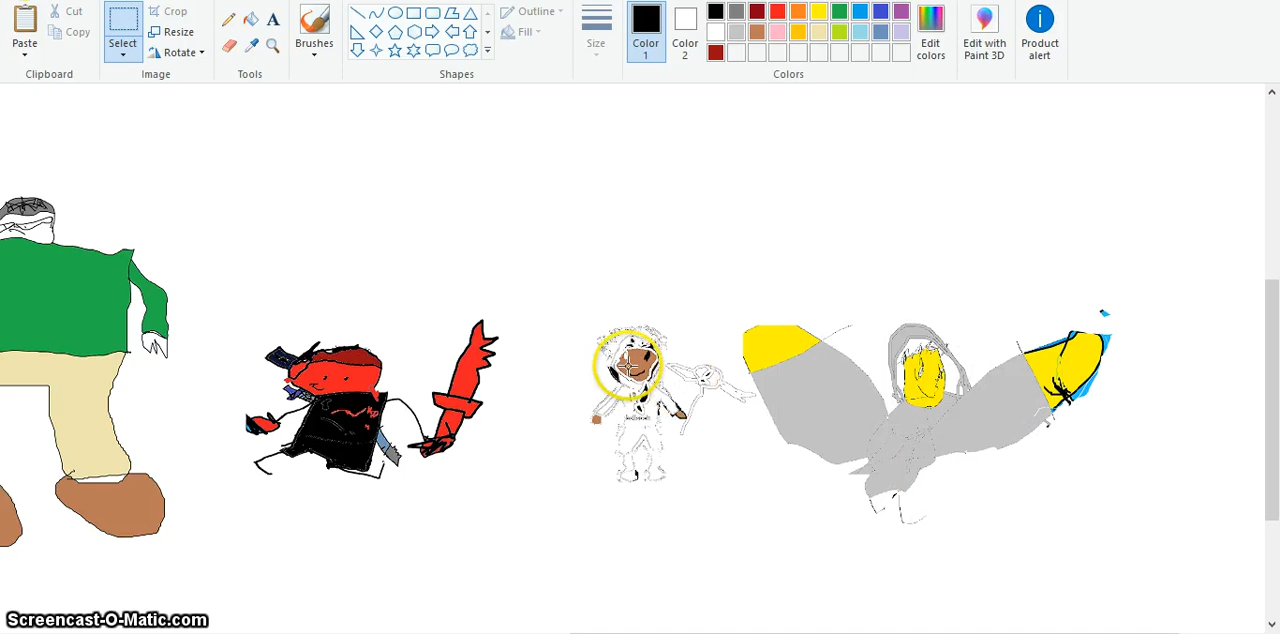 Paste
Cut
Copy
Clipboard
Select
Crop
Resize
Rotate
Image
Tools
A
Brushes
Shapes
Outline
Fill
Size
Color
1
Color
2
Edit
colors
Colors
Edit with
Paint 3D
Product
alert
Screencast-O-Matic.com